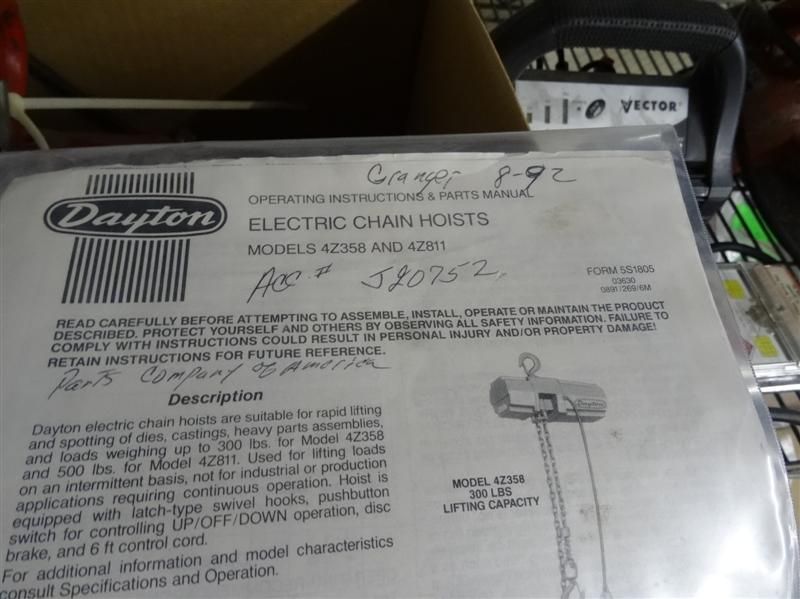 VECTOR
Granger 8-92
Dayton
OPERATING INSTRUCTIONS & PARTS MANUAL
ELECTRIC CHAIN HOISTS
MODELS 4Z358 AND 4Z811
Acc. # J20752
FORM 5S1805
03630
0891/269/6M
READ CAREFULLY BEFORE ATTEMPTING TO ASSEMBLE, INSTALL, OPERATE OR MAINTAIN THE PRODUCT
DESCRIBED. PROTECT YOURSELF AND OTHERS BY OBSERVING ALL SAFETY INFORMATION. FAILURE TO
COMPLY WITH INSTRUCTIONS COULD RESULT IN PERSONAL INJURY AND/OR PROPERTY DAMAGE!
RETAIN INSTRUCTIONS FOR FUTURE REFERENCE.
Parts Company of America
Description
Dayton electric chain hoists are suitable for rapid lifting
and spotting of dies, castings, heavy parts assemblies,
and loads weighing up to 300 lbs. for Model 4Z358
and 500 lbs. for Model 4Z811. Used for lifting loads
on an intermittent basis, not for industrial or production
applications requiring continuous operation. Hoist is
equipped with latch-type swivel hooks, pushbutton
switch for controlling UP/OFF/DOWN operation, disc
brake, and 6 ft control cord.
For additional information and model characteristics
consult Specifications and Operation.
Dayton
MODEL 4Z358
300 LBS
LIFTING CAPACITY